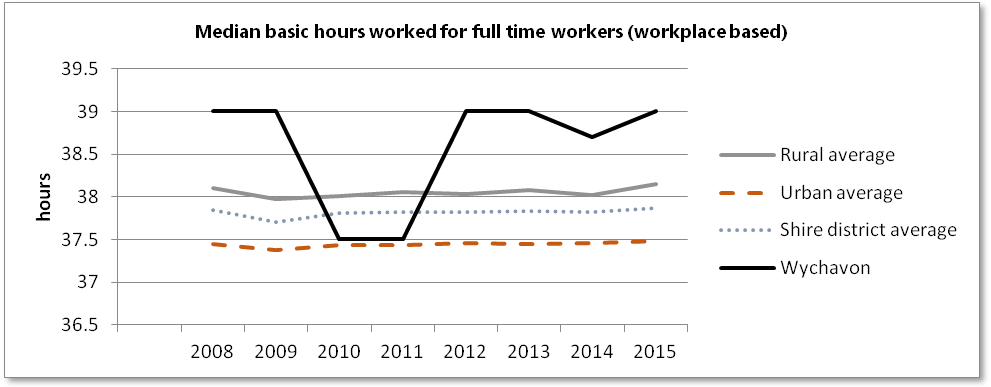 Median basic hours worked for full time workers (workplace based)
39.5
39
38.5
38
37.5
37
36.5
hours
2008 2009 2010 2011 2012 2013 2014 2015
Rural average
Urban average
Shire district average
Wychavon